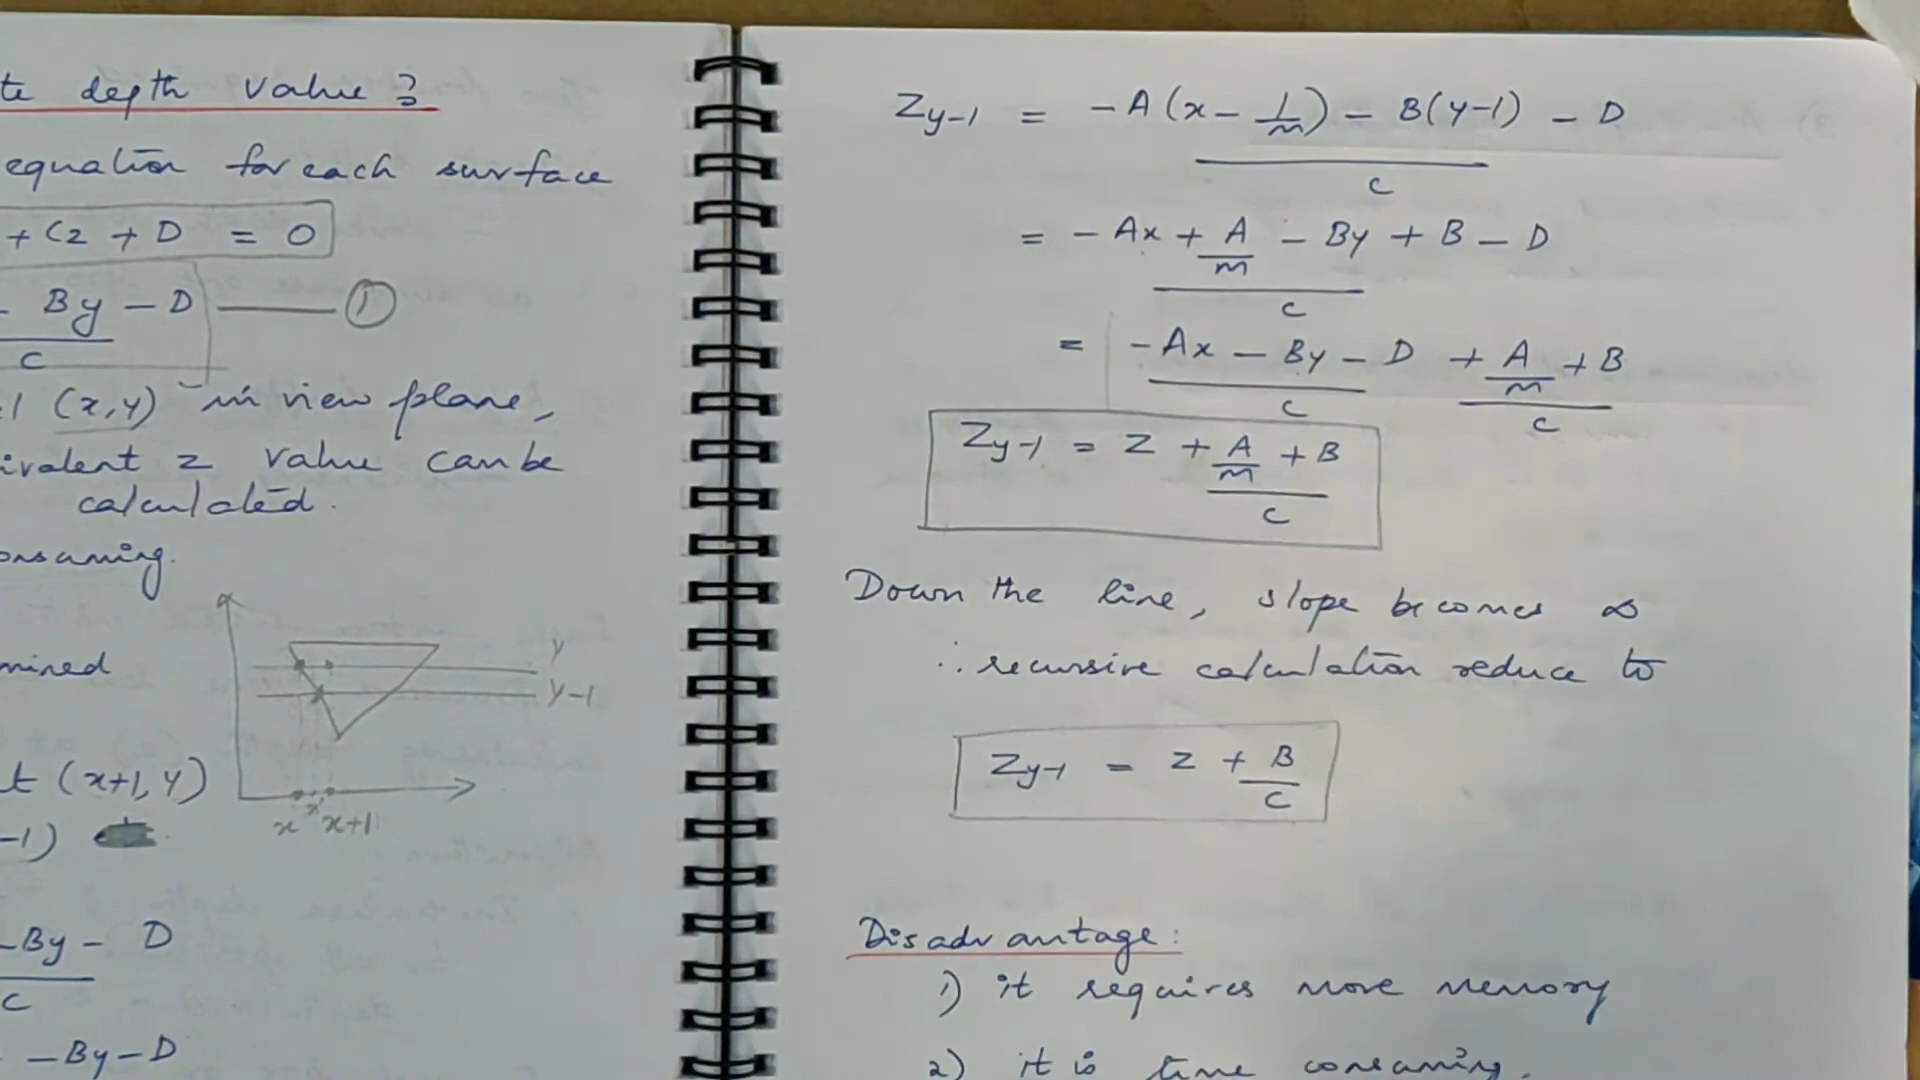 te depth value?
equation for each surface
+ Cz + D = 0
- By - D ——— ①
C
(x,y) in view plane,
ivalent z value can be
calculated.
onsuming.
y
y-1
mined
t (x+1, y)
x x' x+1
-1)
-By - D
C
- By - D
Zy-1 = -A(x - 1/m) - B(y-1) - D
C
= -Ax + A/m - By + B - D
C
= -Ax - By - D + A/m + B
C C
Zy-1 = Z + A/m + B
C
Down the line, slope becomes ∞
∴ recursive calculation reduce to
Zy-1 = z + B/C
Disadvantage:
1) it requires more memory
2) it is time consuming.